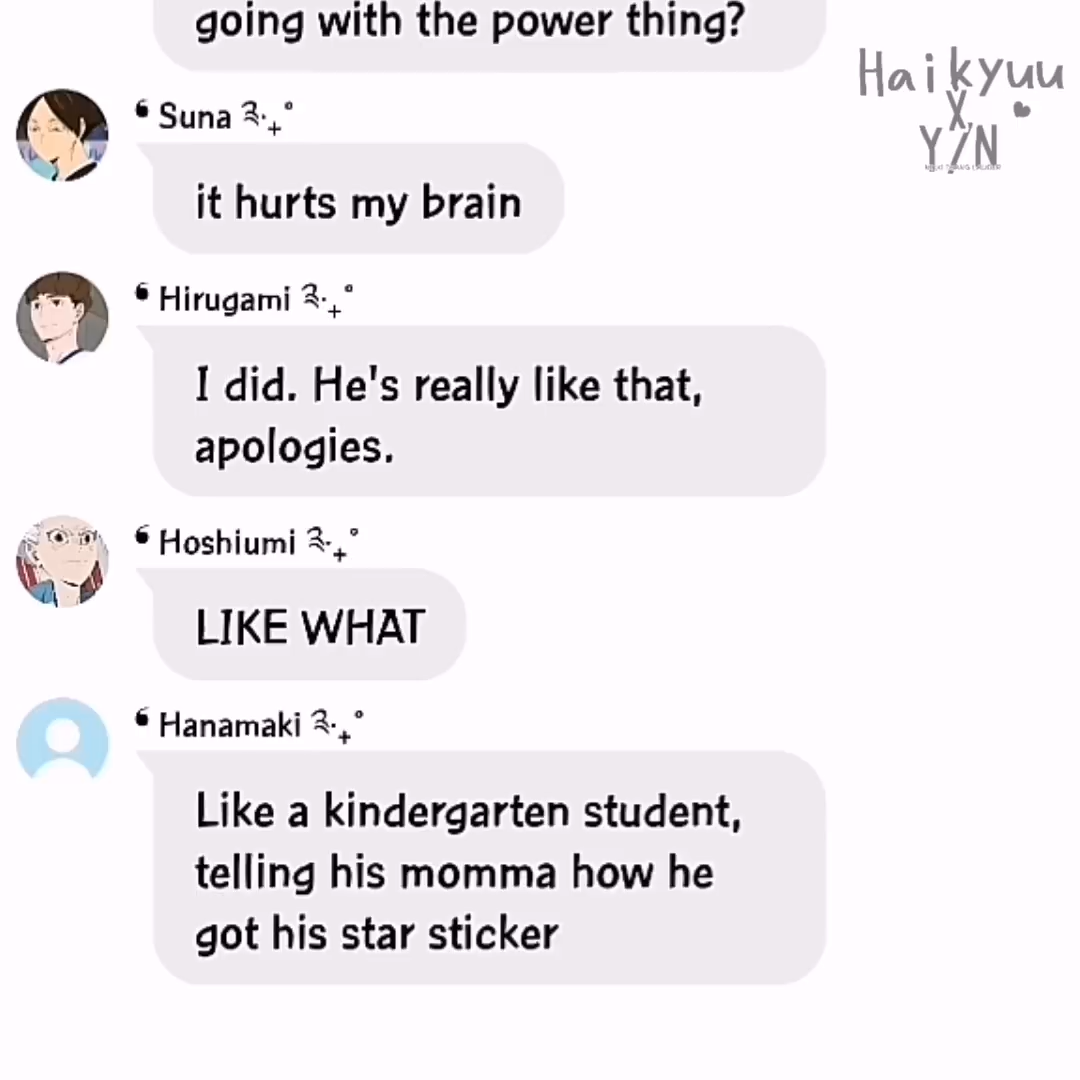 going with the power thing?
Haikyuu
X
Y/N
❛ Suna ༉‧₊˚
it hurts my brain
❛ Hirugami ༉‧₊˚
I did. He's really like that,
apologies.
❛ Hoshiumi ༉‧₊˚
LIKE WHAT
❛ Hanamaki ༉‧₊˚
Like a kindergarten student,
telling his momma how he
got his star sticker